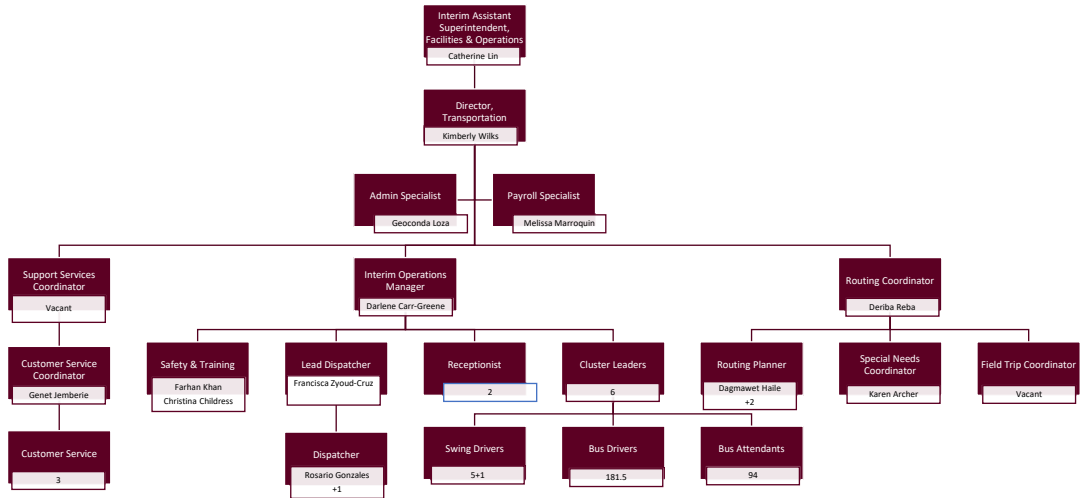 Interim Assistant
Superintendent,
Facilities & Operations
Catherine Lin
Director,
Transportation
Kimberly Wilks
Admin Specialist
Geoconda Loza
Payroll Specialist
Melissa Marroquin
Support Services
Coordinator
Vacant
Interim Operations
Manager
Darlene Carr-Greene
Routing Coordinator
Deriba Reba
Customer Service
Coordinator
Genet Jemberie
Safety & Training
Farhan Khan
Christina Childress
Lead Dispatcher
Francisca Zyoud-Cruz
Receptionist
2
Cluster Leaders
6
Routing Planner
Dagmawet Haile
+2
Special Needs
Coordinator
Karen Archer
Field Trip Coordinator
Vacant
Customer Service
3
Dispatcher
Rosario Gonzales
+1
Swing Drivers
5+1
Bus Drivers
181.5
Bus Attendants
94